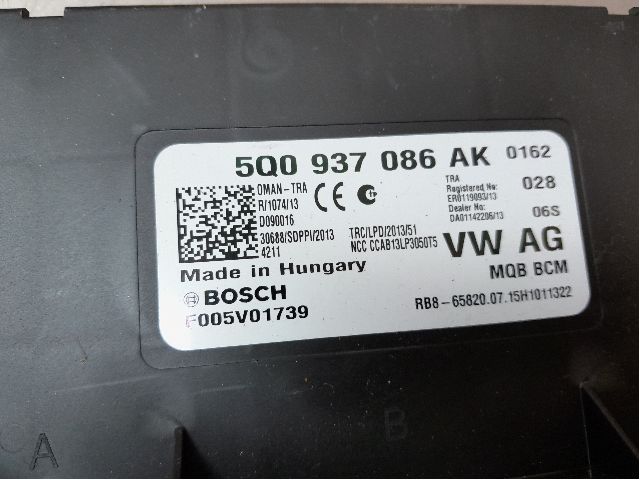 5Q0 937 086 AK 0162
OMAN-TRA
R/1074/13
D090016
30688/SDPPI/2013
4211
TRC/LPD/2013/51
NCC CCAB13LP3050T5
CE
TRA
Registered No:
ER0119093/13
Dealer No:
DA01142206/13
028
06S
VW AG
MQB BCM
Made in Hungary
BOSCH
F005V01739
RB8-65820.07.15H1011322
A
B